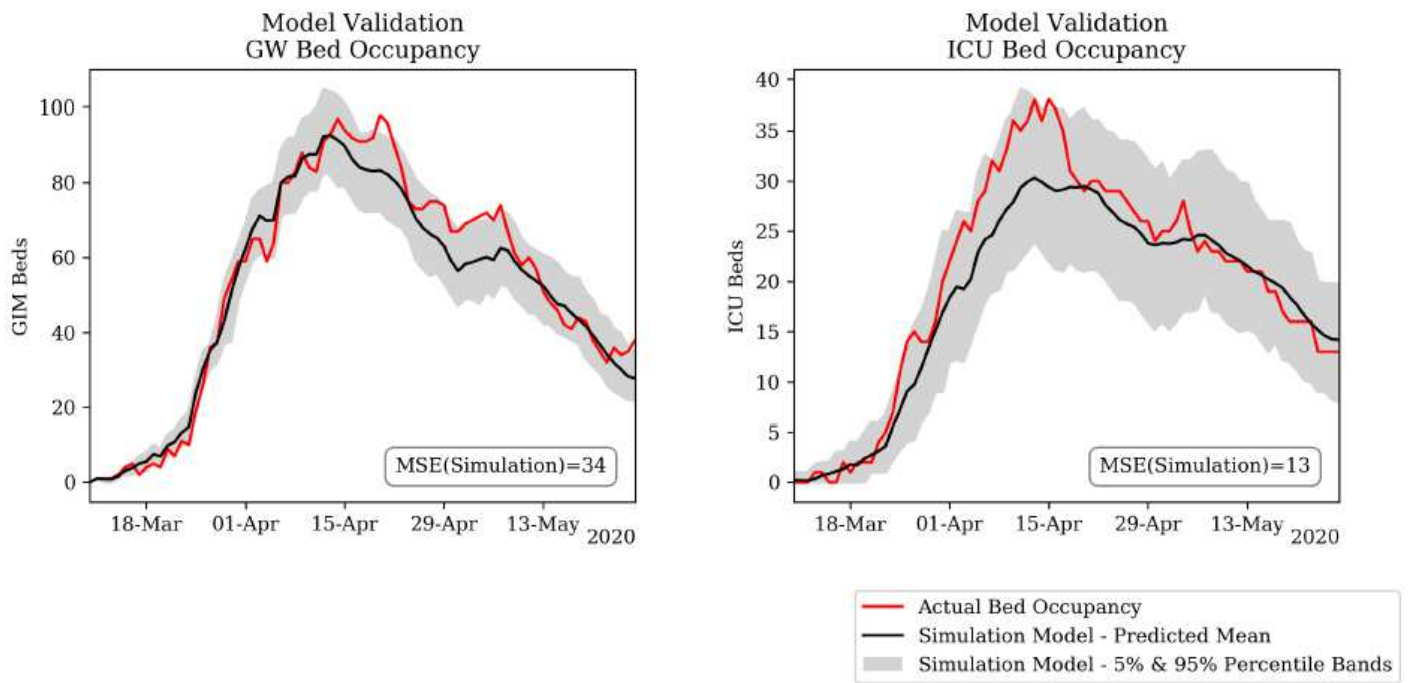 Model Validation
GW Bed Occupancy
GIM Beds
100
80
60
40
20
0
MSE(Simulation)=34
18-Mar 01-Apr 15-Apr 29-Apr 13-May
2020
Model Validation
ICU Bed Occupancy
ICU Beds
40
35
30
25
20
15
10
5
0
MSE(Simulation)=13
18-Mar 01-Apr 15-Apr 29-Apr 13-May
2020
Actual Bed Occupancy
Simulation Model - Predicted Mean
Simulation Model - 5% & 95% Percentile Bands